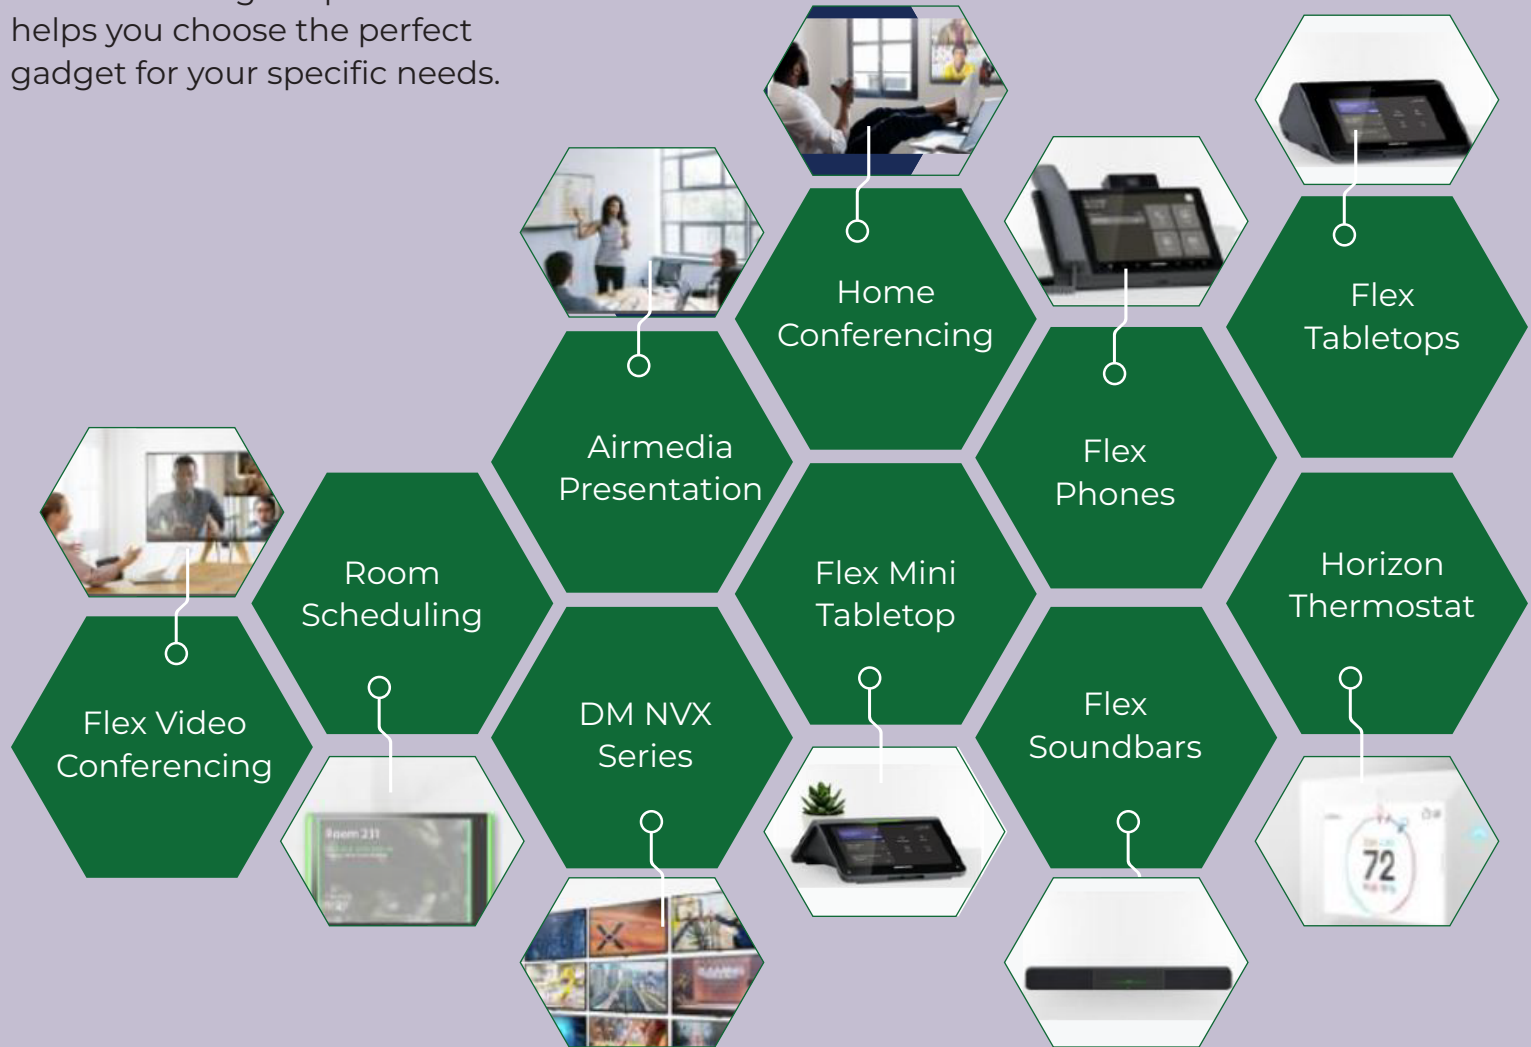 helps you choose the perfect
gadget for your specific needs.
Home
Conferencing
Flex
Tabletops
Airmedia
Presentation
Flex
Phones
Room
Scheduling
Flex Mini
Tabletop
Horizon
Thermostat
Flex Video
Conferencing
DM NVX
Series
Flex
Soundbars
Room 231
72